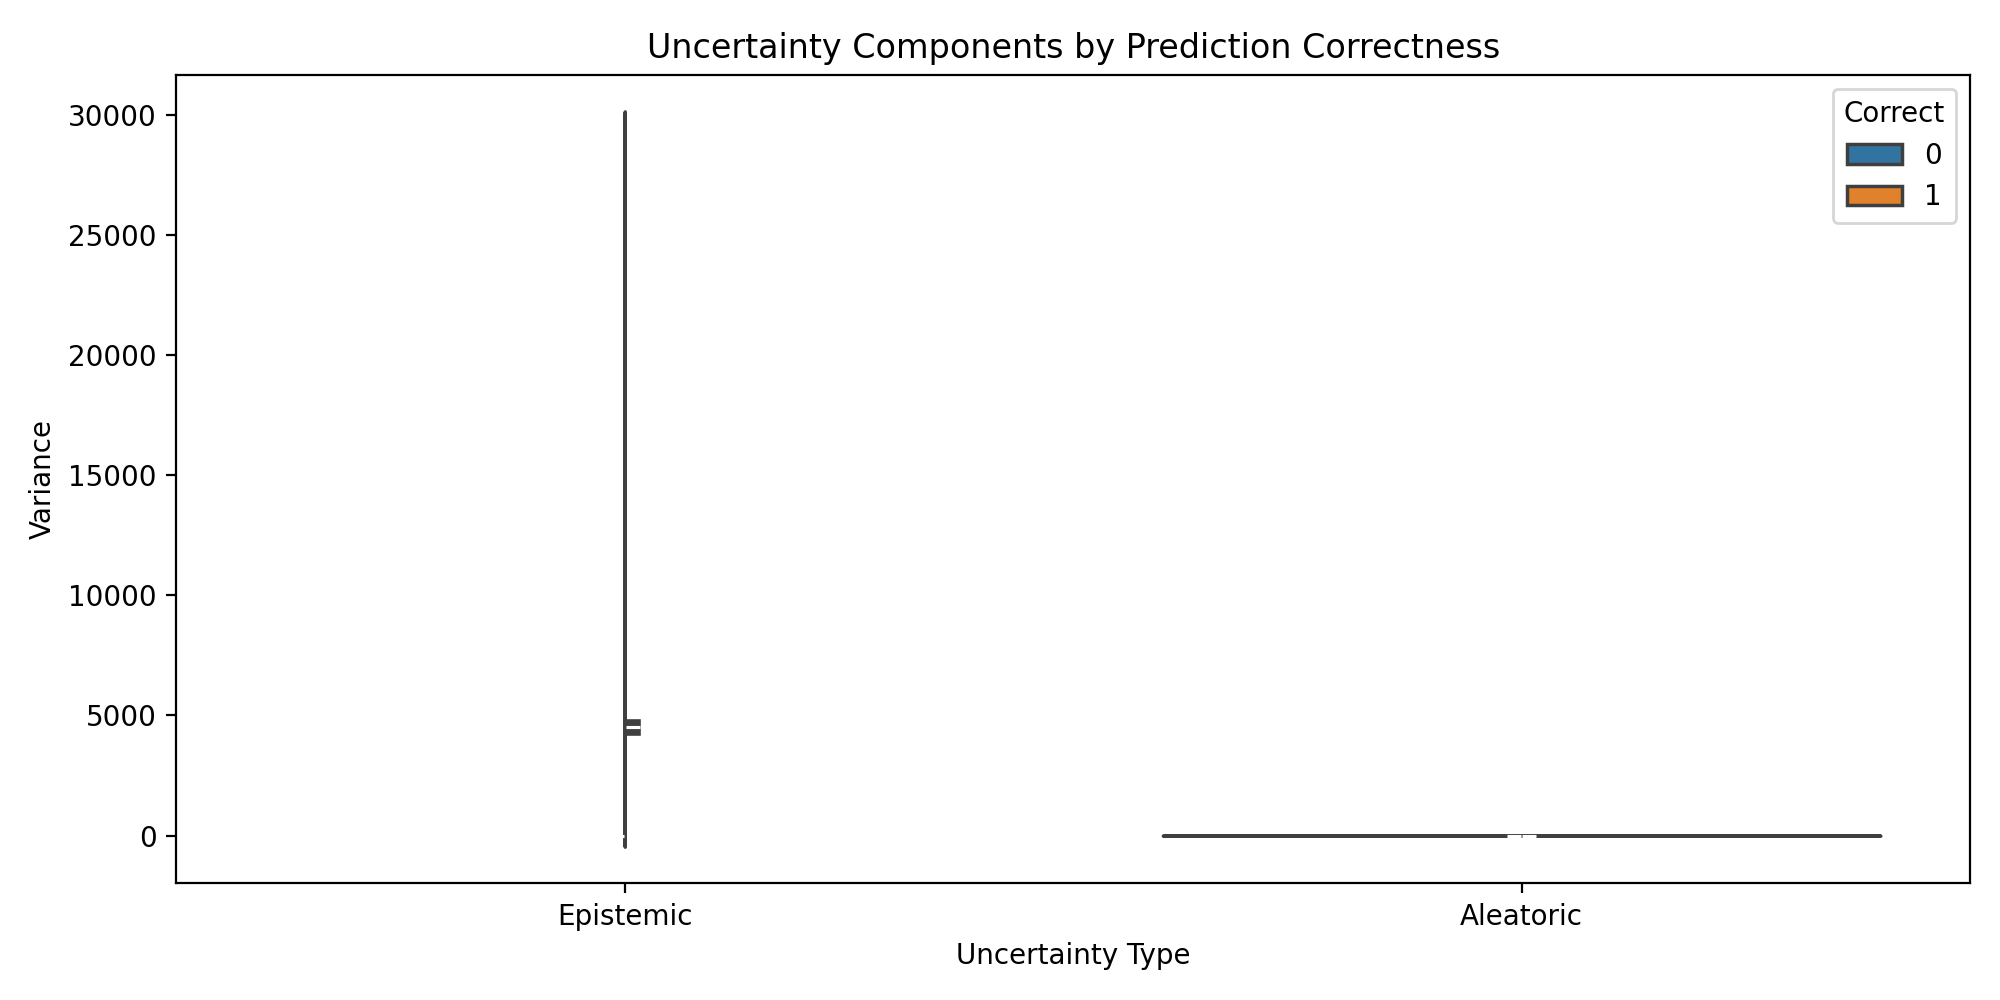 Uncertainty Components by Prediction Correctness
Correct
0
1
30000
25000
20000
15000
10000
5000
0
Variance
Epistemic
Aleatoric
Uncertainty Type